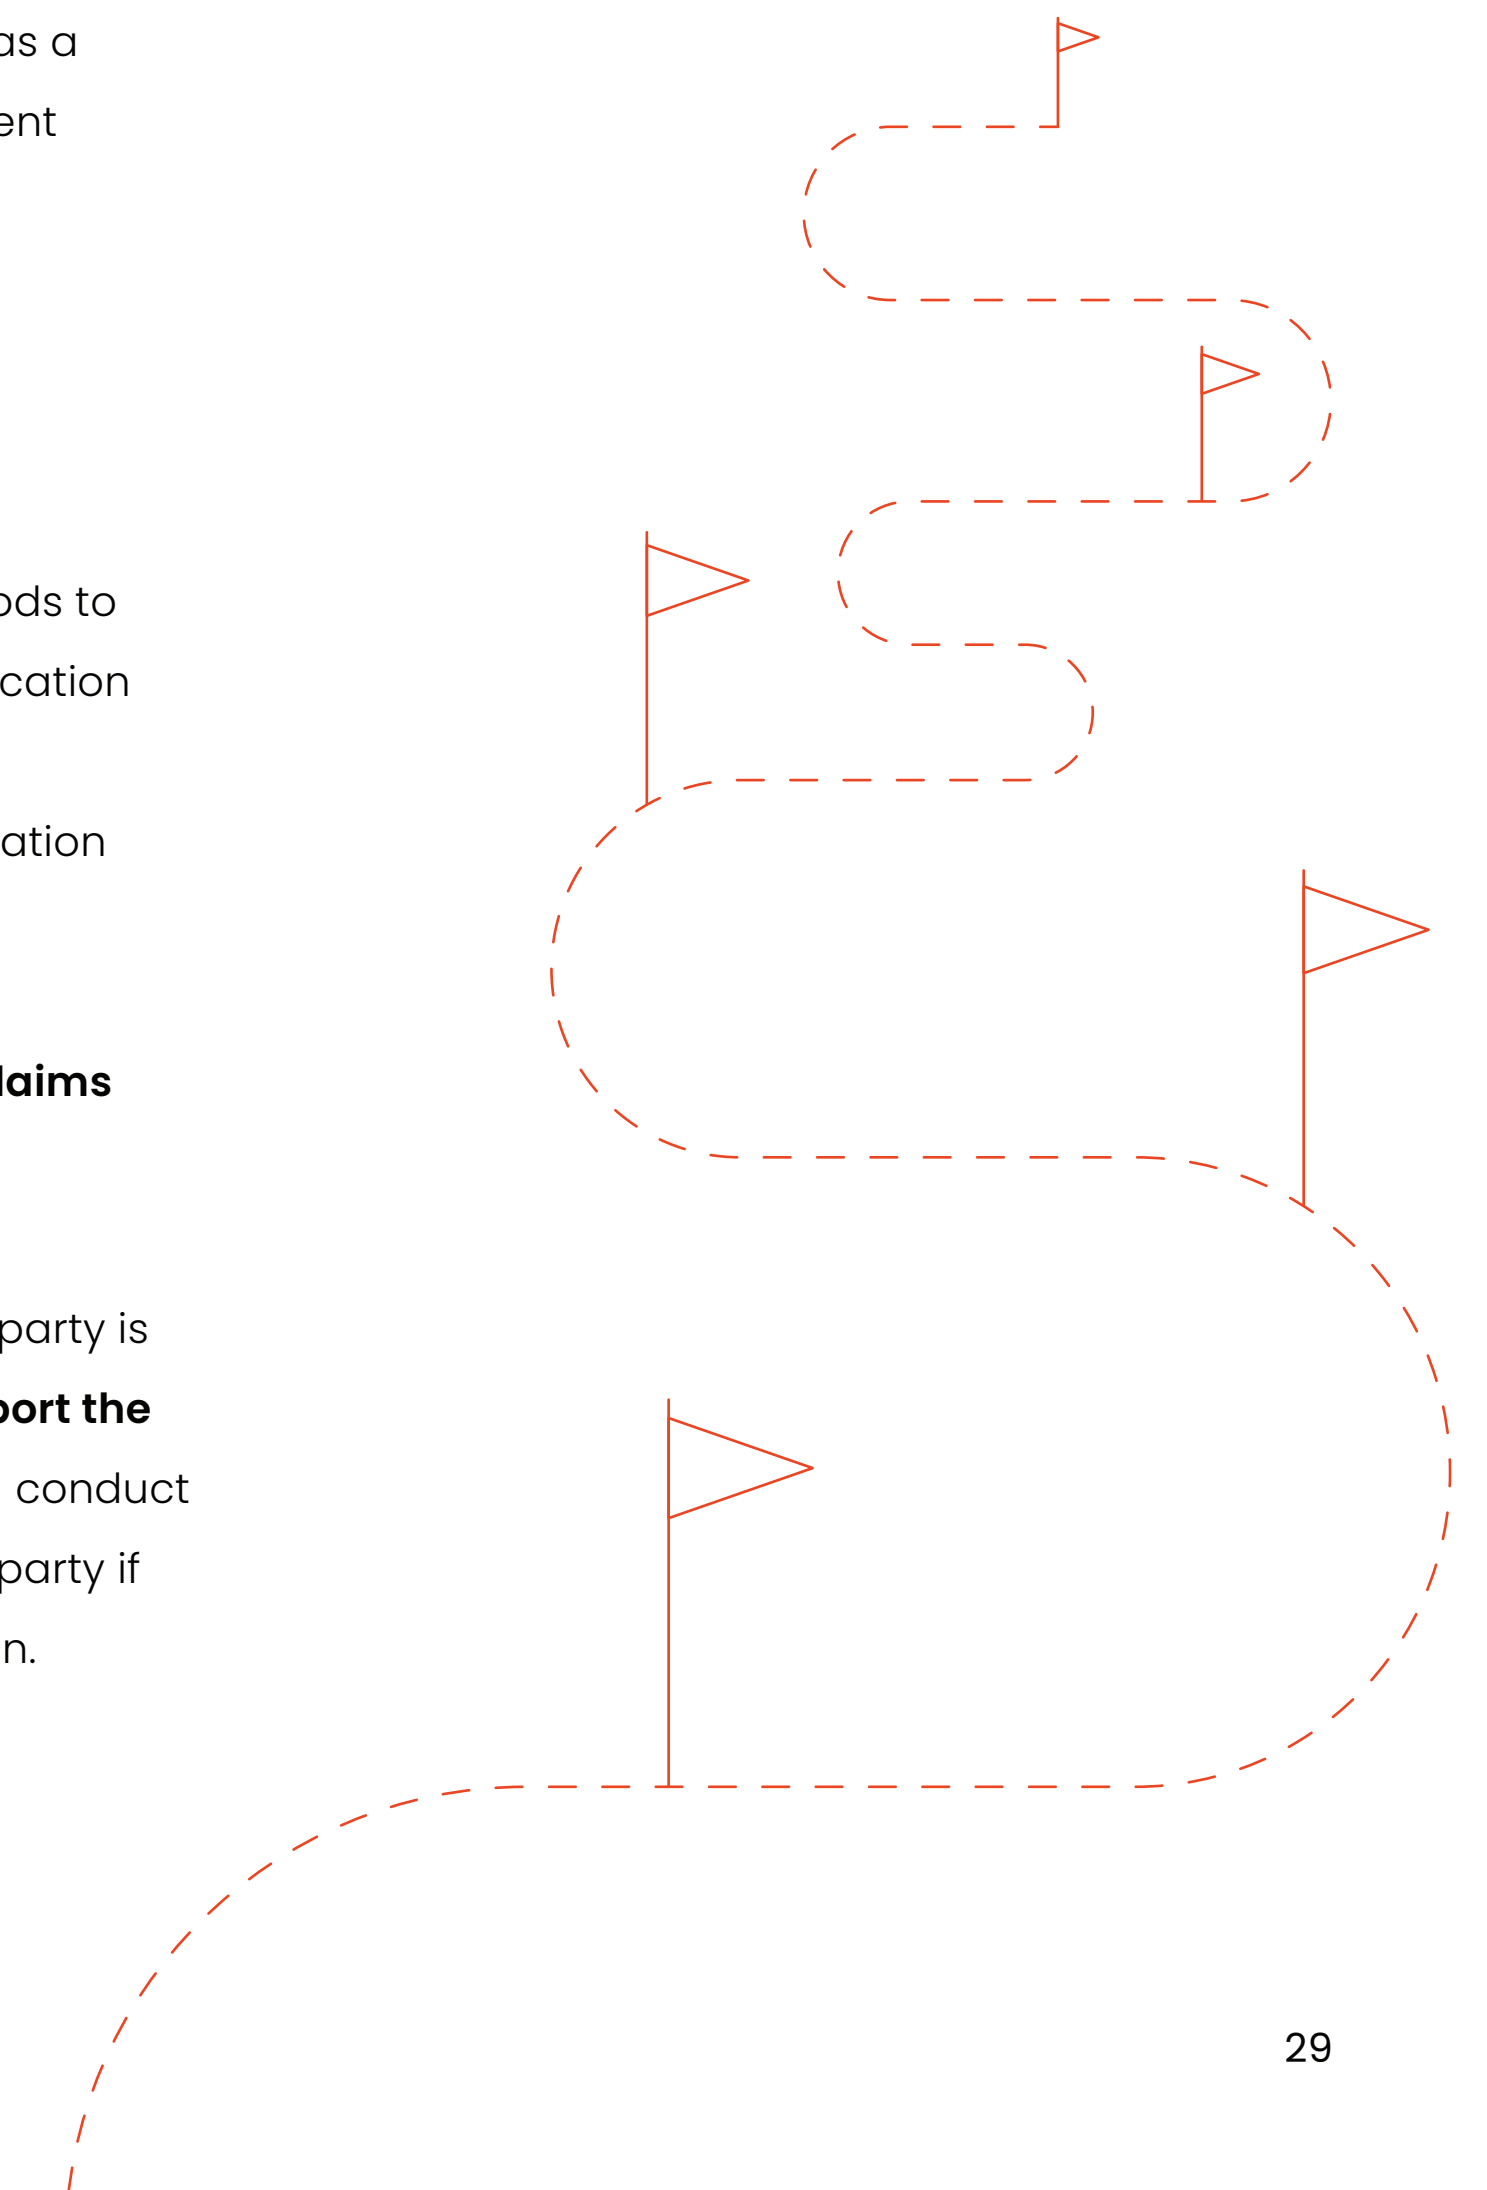 as a
ent
ods to
cation
ation
laims
party is
port the
conduct
party if
n.
29